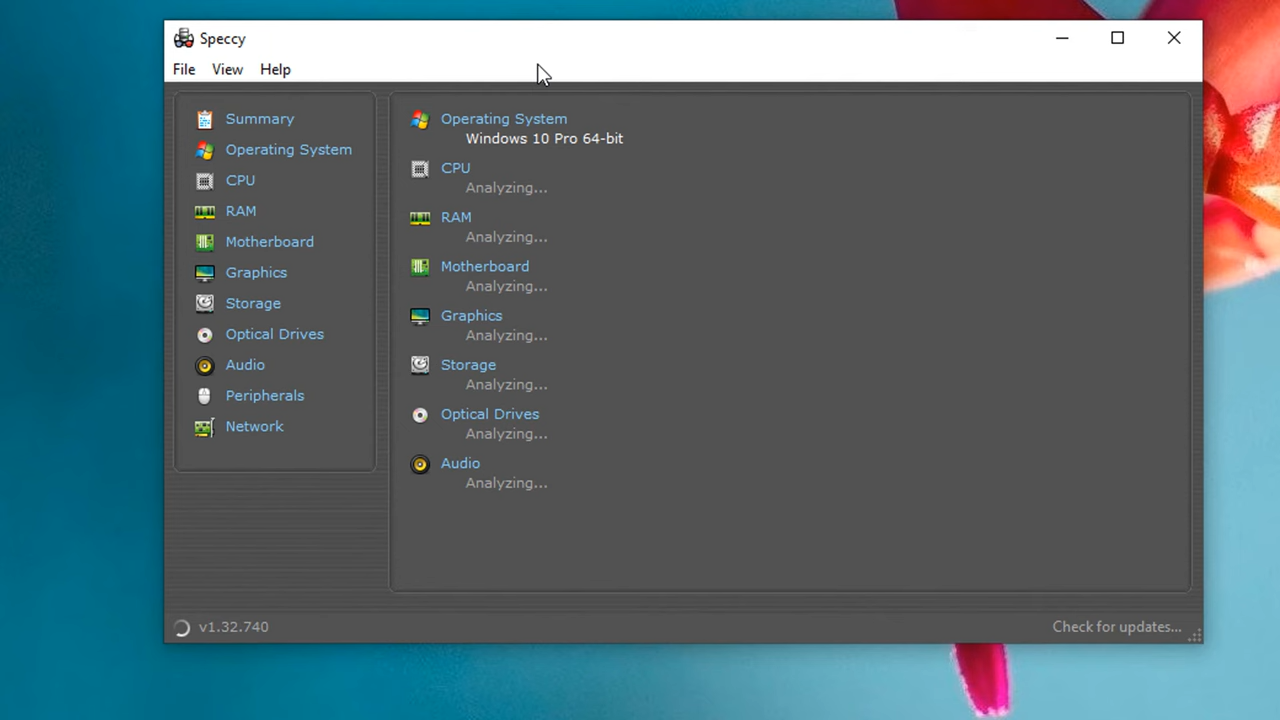 Speccy
File View Help
Summary
Operating System
CPU
RAM
Motherboard
Graphics
Storage
Optical Drives
Audio
Peripherals
Network
Operating System
Windows 10 Pro 64-bit
CPU
Analyzing...
RAM
Analyzing...
Motherboard
Analyzing...
Graphics
Analyzing...
Storage
Analyzing...
Optical Drives
Analyzing...
Audio
Analyzing...
v1.32.740
Check for updates...